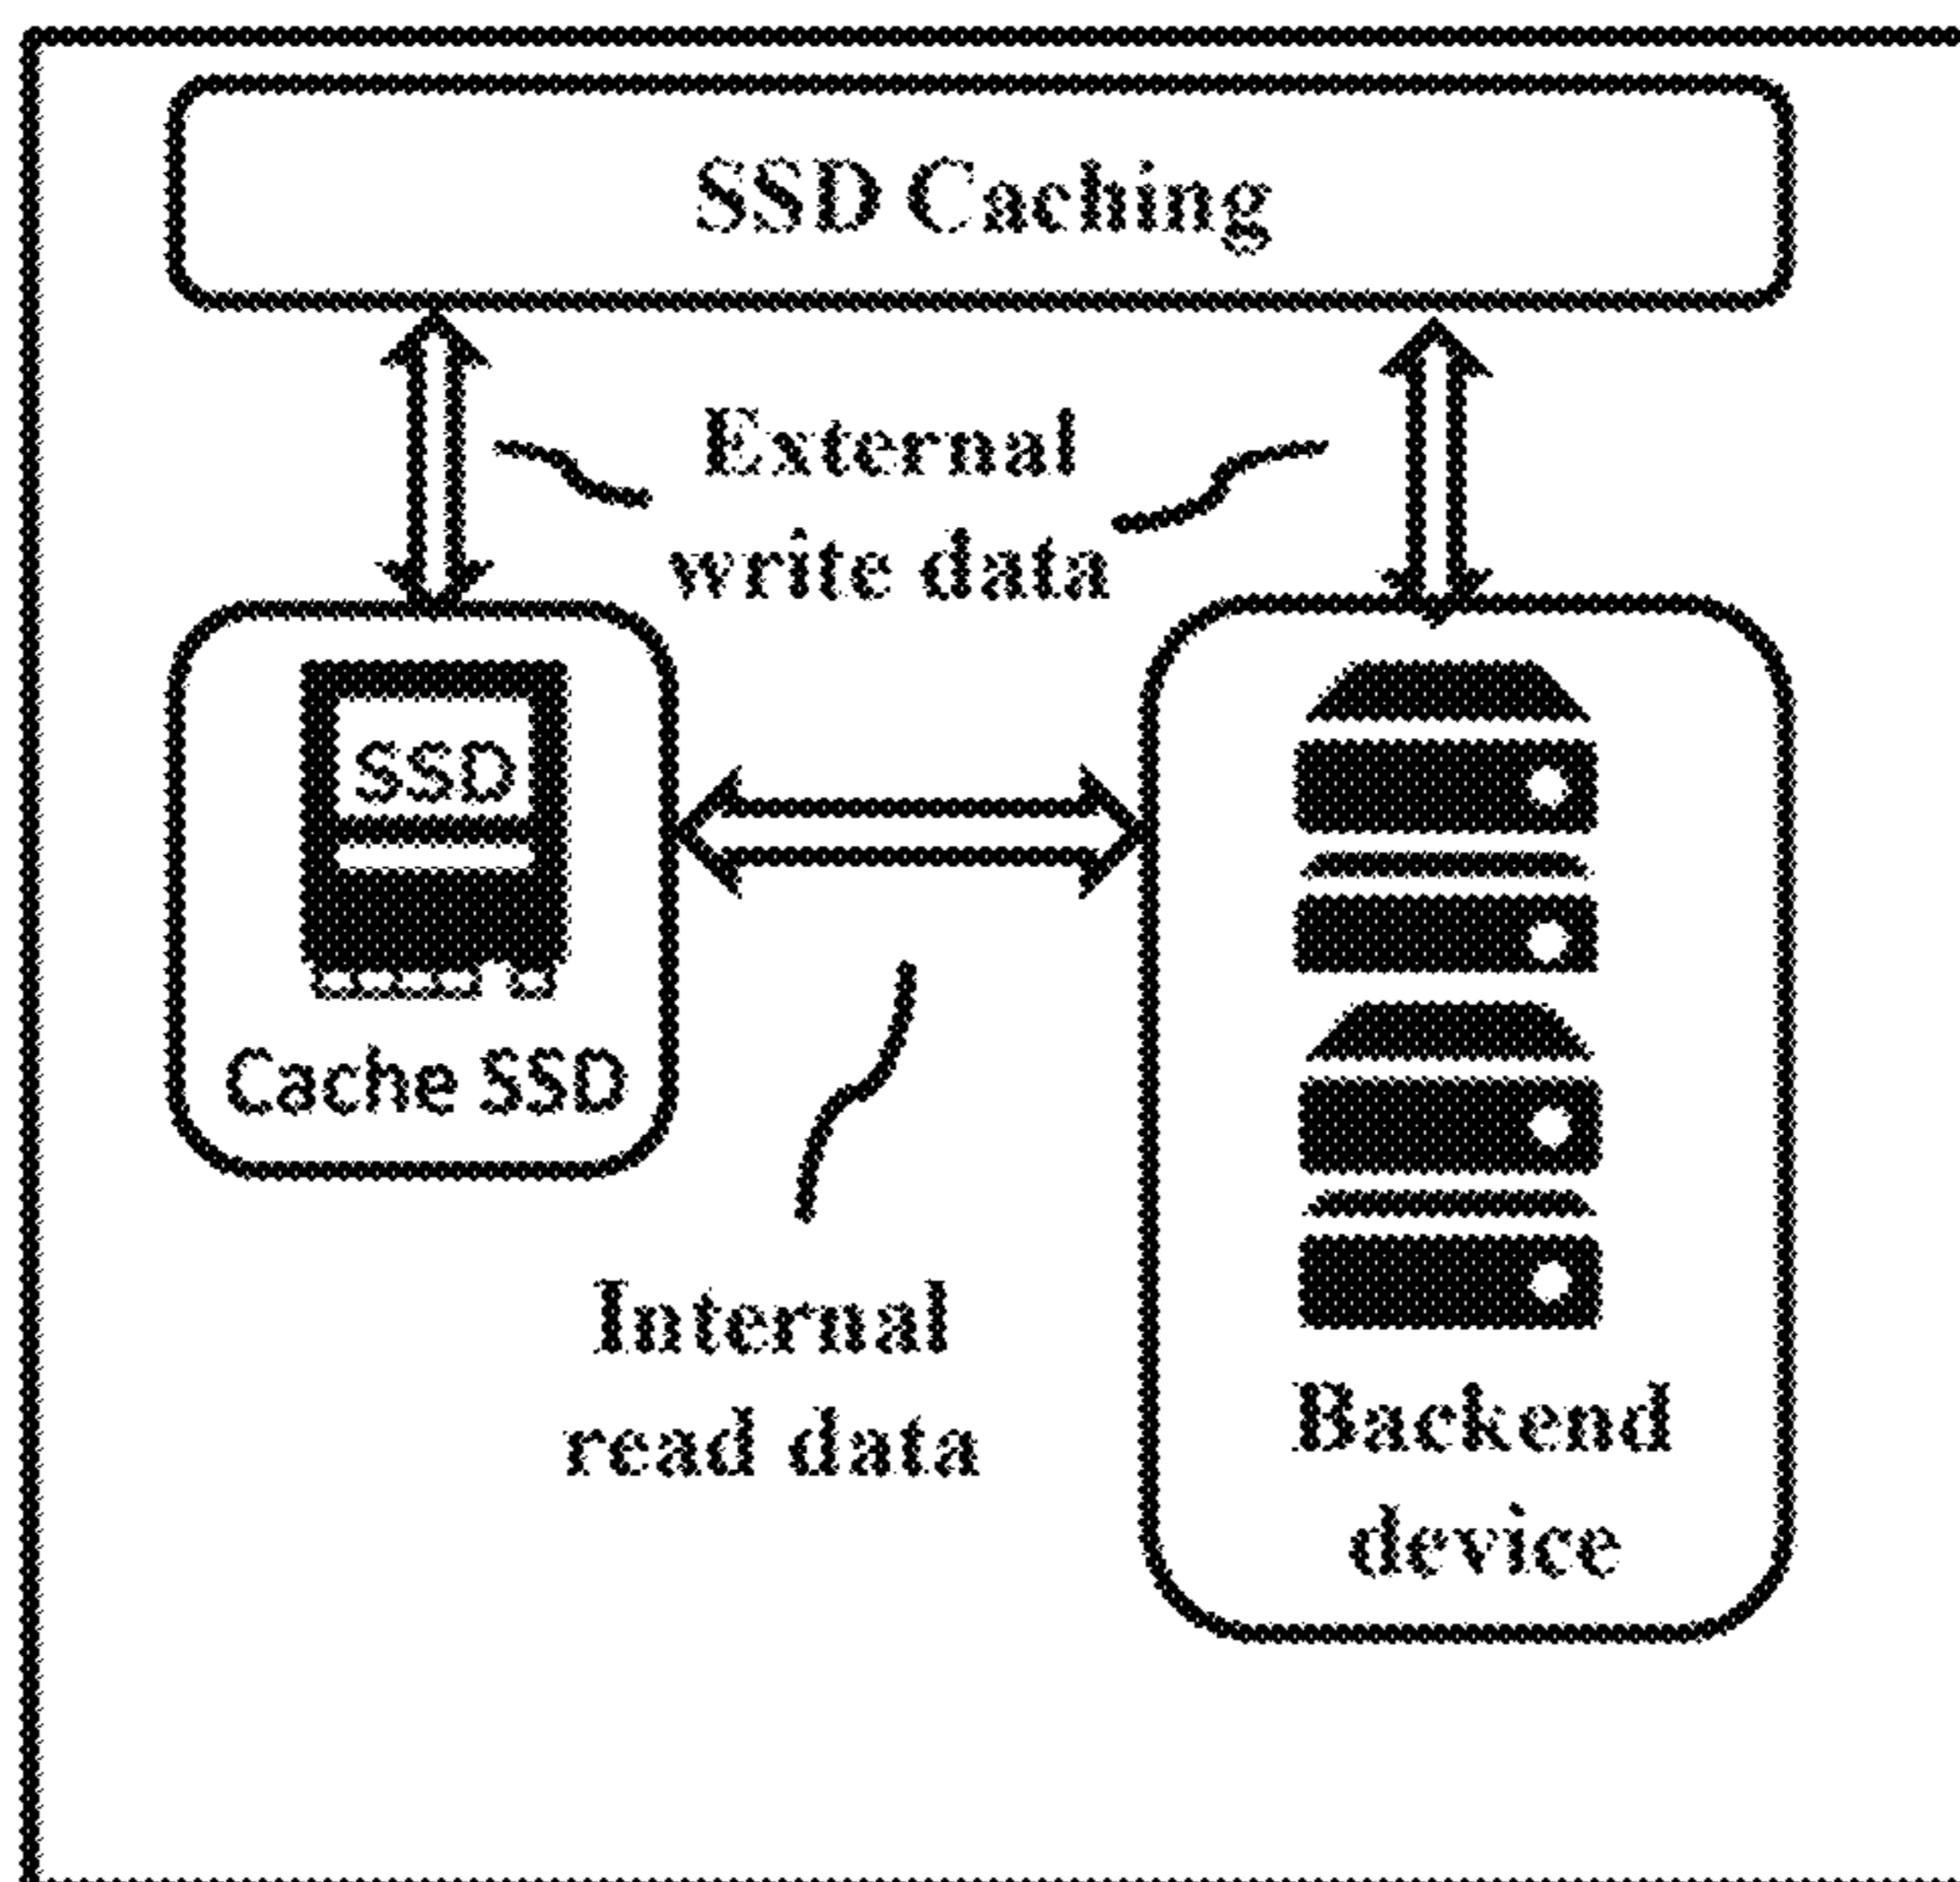 SSD Caching
External
write data
SSD
Cache SSD
Internal
read data
Backend
device